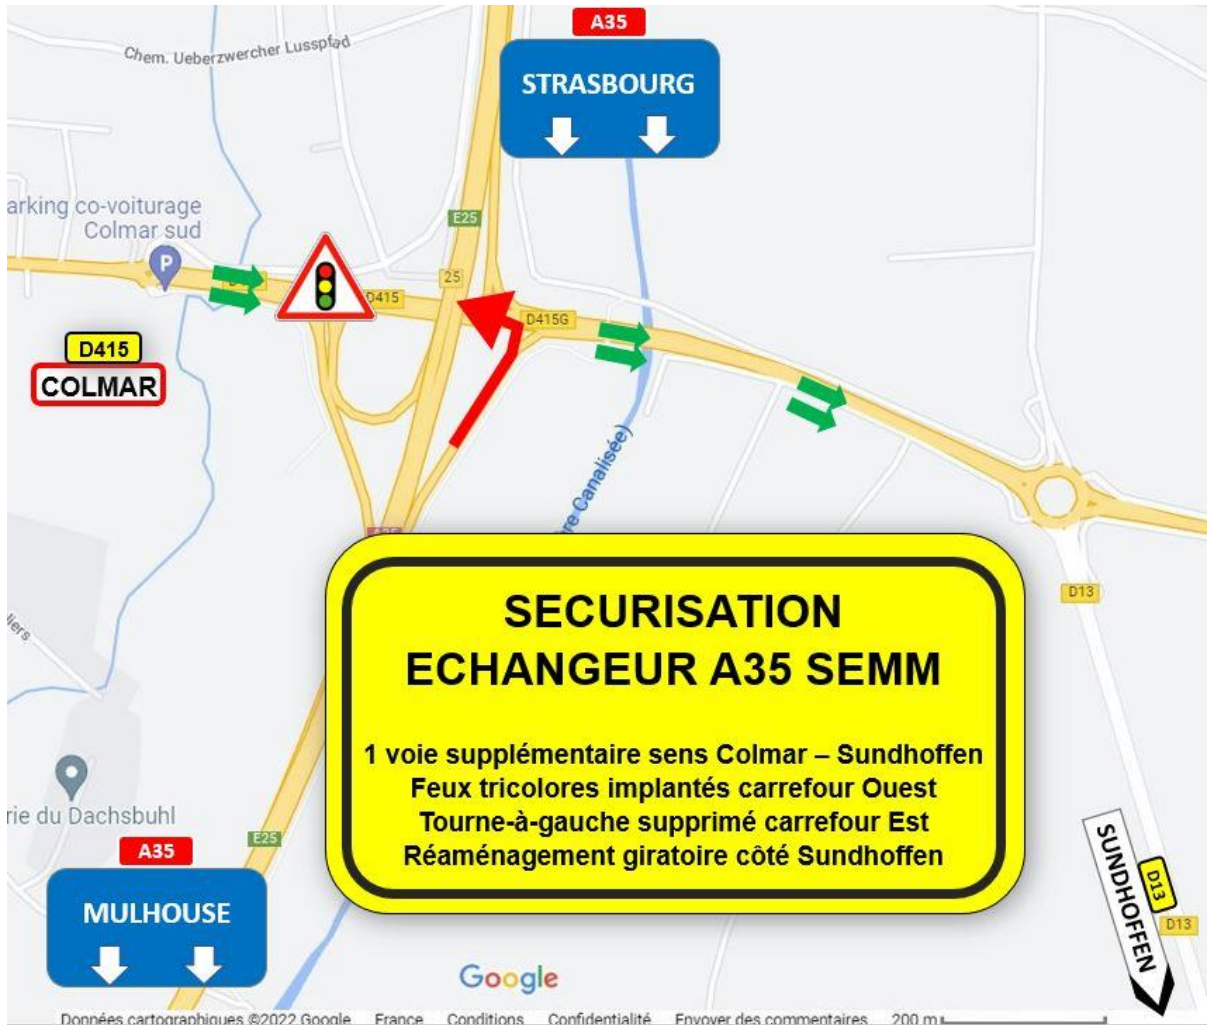 A35
Chem. Ueberzwercher Lusspfad
STRASBOURG
arking co-voiturage
Colmar sud
E25
P
25
D415
D415G
D415
COLMAR
re Canalisée)
SECURISATION
ECHANGEUR A35 SEMM
1 voie supplémentaire sens Colmar – Sundhoffen
Feux tricolores implantés carrefour Ouest
Tourne-à-gauche supprimé carrefour Est
Réaménagement giratoire côté Sundhoffen
D13
liers
rie du Dachsbuhl
E25
A35
MULHOUSE
SUNDHOFFEN
D13
D13
Google
Données cartographiques ©2022 Google France Conditions Confidentialité Envoyer des commentaires 200 m